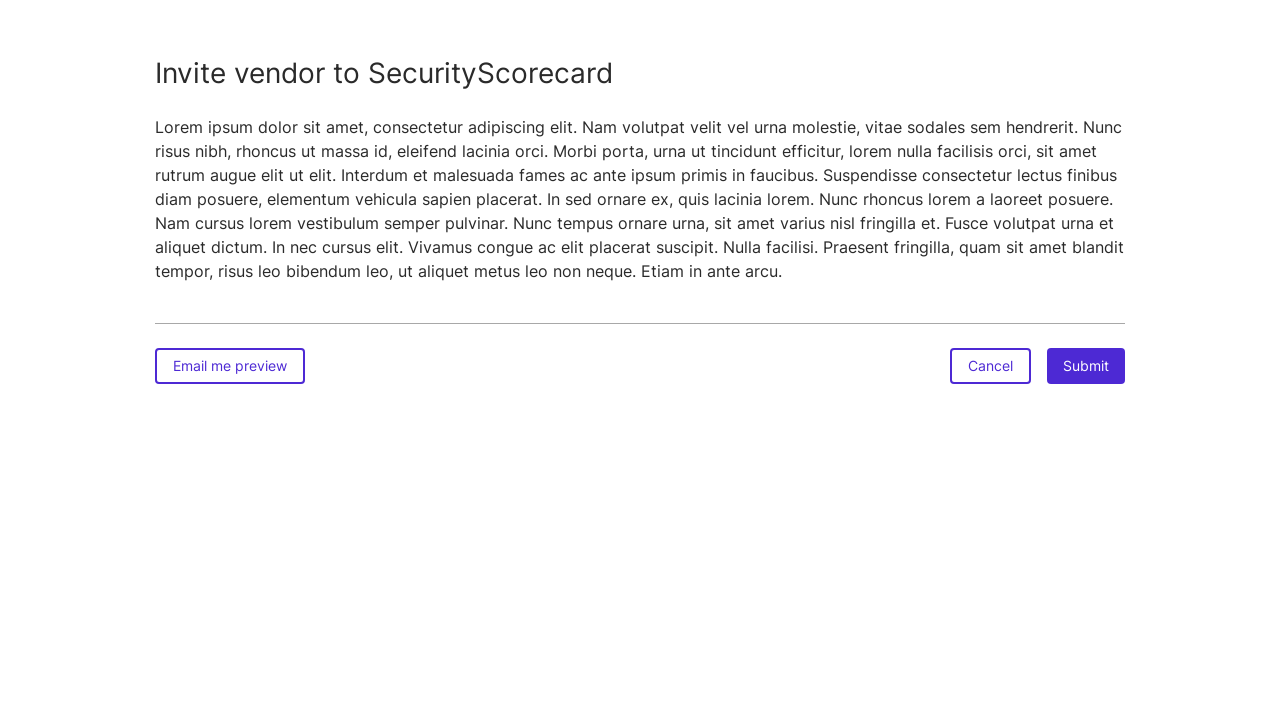 Invite vendor to SecurityScorecard
Lorem ipsum dolor sit amet, consectetur adipiscing elit. Nam volutpat velit vel urna molestie, vitae sodales sem hendrerit. Nunc
risus nibh, rhoncus ut massa id, eleifend lacinia orci. Morbi porta, urna ut tincidunt efficitur, lorem nulla facilisis orci, sit amet
rutrum augue elit ut elit. Interdum et malesuada fames ac ante ipsum primis in faucibus. Suspendisse consectetur lectus finibus
diam posuere, elementum vehicula sapien placerat. In sed ornare ex, quis lacinia lorem. Nunc rhoncus lorem a laoreet posuere.
Nam cursus lorem vestibulum semper pulvinar. Nunc tempus ornare urna, sit amet varius nisl fringilla et. Fusce volutpat urna et
aliquet dictum. In nec cursus elit. Vivamus congue ac elit placerat suscipit. Nulla facilisi. Praesent fringilla, quam sit amet blandit
tempor, risus leo bibendum leo, ut aliquet metus leo non neque. Etiam in ante arcu.
Email me preview
Cancel
Submit